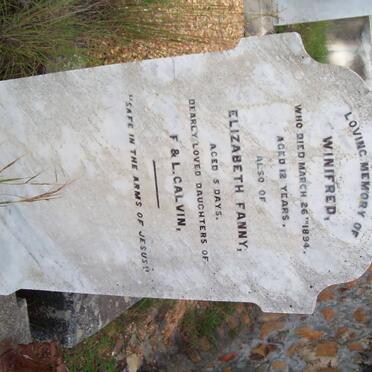 LOVING MEMORY OF
WINIFRED,
WHO DIED MARCH 26TH 1894.
AGED 12 YEARS.
ALSO OF
ELIZABETH FANNY,
AGED 5 DAYS.
DEARLY LOVED DAUGHTERS OF
F & L. CALVIN,
"SAFE IN THE ARMS OF JESUS"